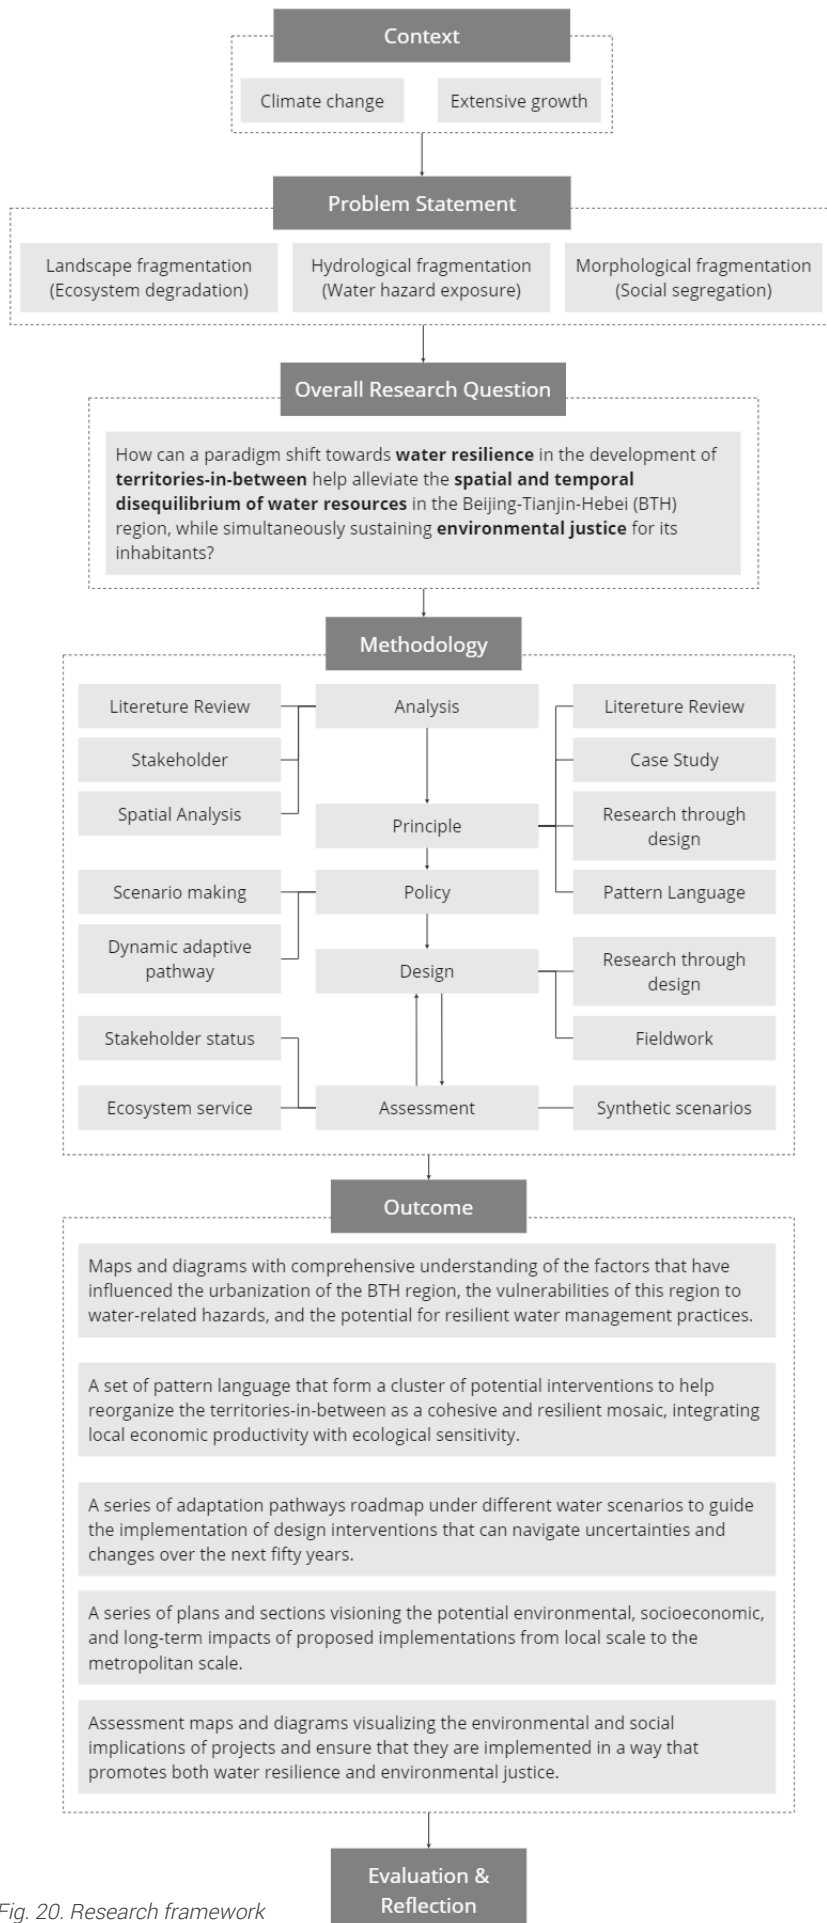 Context
Climate change
Extensive growth
Problem Statement
Landscape fragmentation
(Ecosystem degradation)
Hydrological fragmentation
(Water hazard exposure)
Morphological fragmentation
(Social segregation)
Overall Research Question
How can a paradigm shift towards water resilience in the development of
territories-in-between help alleviate the spatial and temporal
disequilibrium of water resources in the Beijing-Tianjin-Hebei (BTH)
region, while simultaneously sustaining environmental justice for its
inhabitants?
Methodology
Litereture Review
Analysis
Litereture Review
Stakeholder
Case Study
Spatial Analysis
Principle
Research through
design
Scenario making
Policy
Pattern Language
Dynamic adaptive
pathway
Design
Research through
design
Stakeholder status
Fieldwork
Ecosystem service
Assessment
Synthetic scenarios
Outcome
Maps and diagrams with comprehensive understanding of the factors that have
influenced the urbanization of the BTH region, the vulnerabilities of this region to
water-related hazards, and the potential for resilient water management practices.
A set of pattern language that form a cluster of potential interventions to help
reorganize the territories-in-between as a cohesive and resilient mosaic, integrating
local economic productivity with ecological sensitivity.
A series of adaptation pathways roadmap under different water scenarios to guide
the implementation of design interventions that can navigate uncertainties and
changes over the next fifty years.
A series of plans and sections visioning the potential environmental, socioeconomic,
and long-term impacts of proposed implementations from local scale to the
metropolitan scale.
Assessment maps and diagrams visualizing the environmental and social
implications of projects and ensure that they are implemented in a way that
promotes both water resilience and environmental justice.
Evaluation &
Reflection
Fig. 20. Research framework